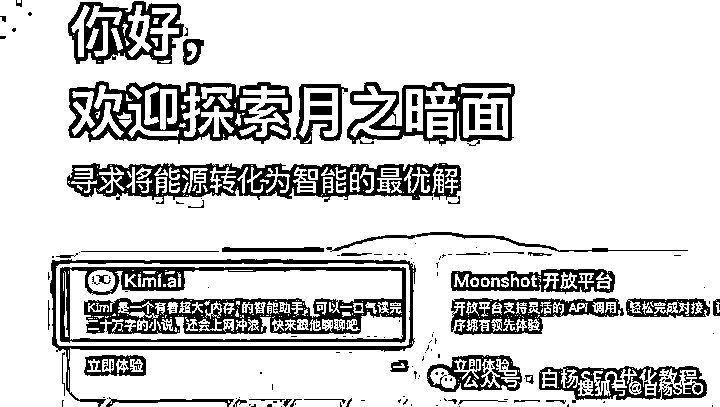 你好,
欢迎探索月之暗面
寻求将能源转化为智能的最优解
Kimi.ai
Kimi 是一个有着超大“内存”的智能助手，可以一口气读完
二十万字的小说，还会上网冲浪，快来跟他聊聊吧
立即体验
Moonshot 开放平台
开放平台支持灵活的 API 调用，轻松完成对接，
序拥有领先体验
立即体验
公众号 · 白杨SEO优化教程
搜狐号@白杨SEO